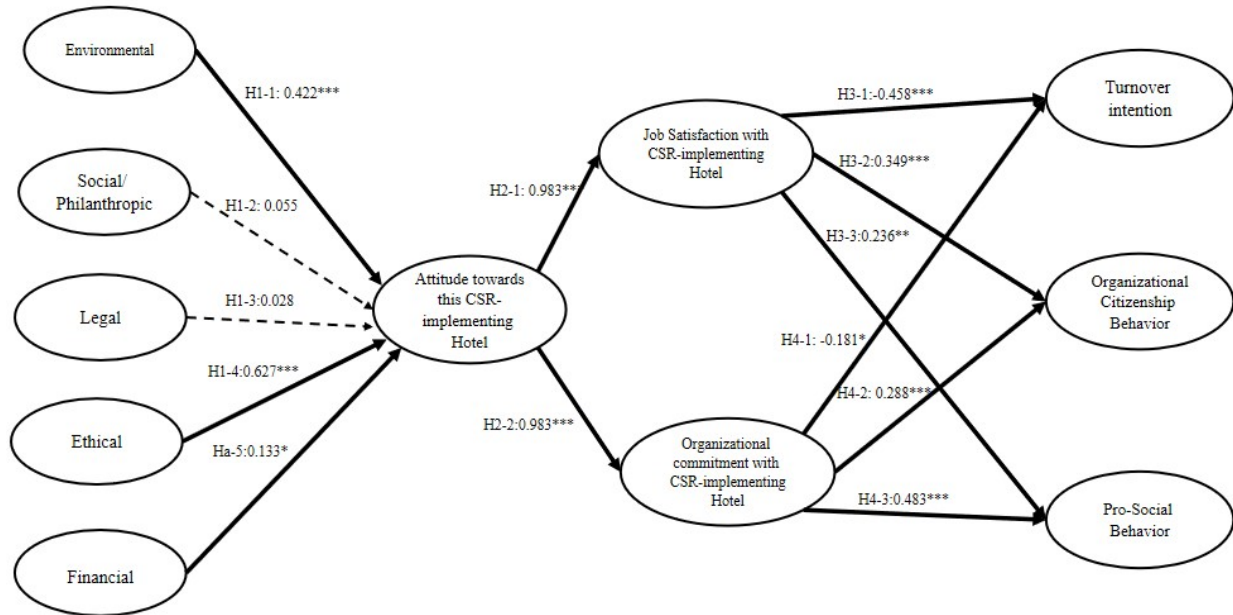 Environmental
H1-1: 0.422***
Social/
Philanthropic
H1-2: 0.055
Legal
H1-3:0.028
Ethical
H1-4:0.627***
Ha-5:0.133*
Financial
Attitude towards
this CSR-
implementing
Hotel
H2-1: 0.983***
H2-2:0.983***
Job Satisfaction with
CSR-implementing
Hotel
Organizational
commitment with
CSR-implementing
Hotel
H3-1:-0.458***
H3-2:0.349***
H3-3:0.236**
H4-1: -0.181*
H4-2: 0.288***
H4-3:0.483***
Turnover
intention
Organizational
Citizenship
Behavior
Pro-Social
Behavior